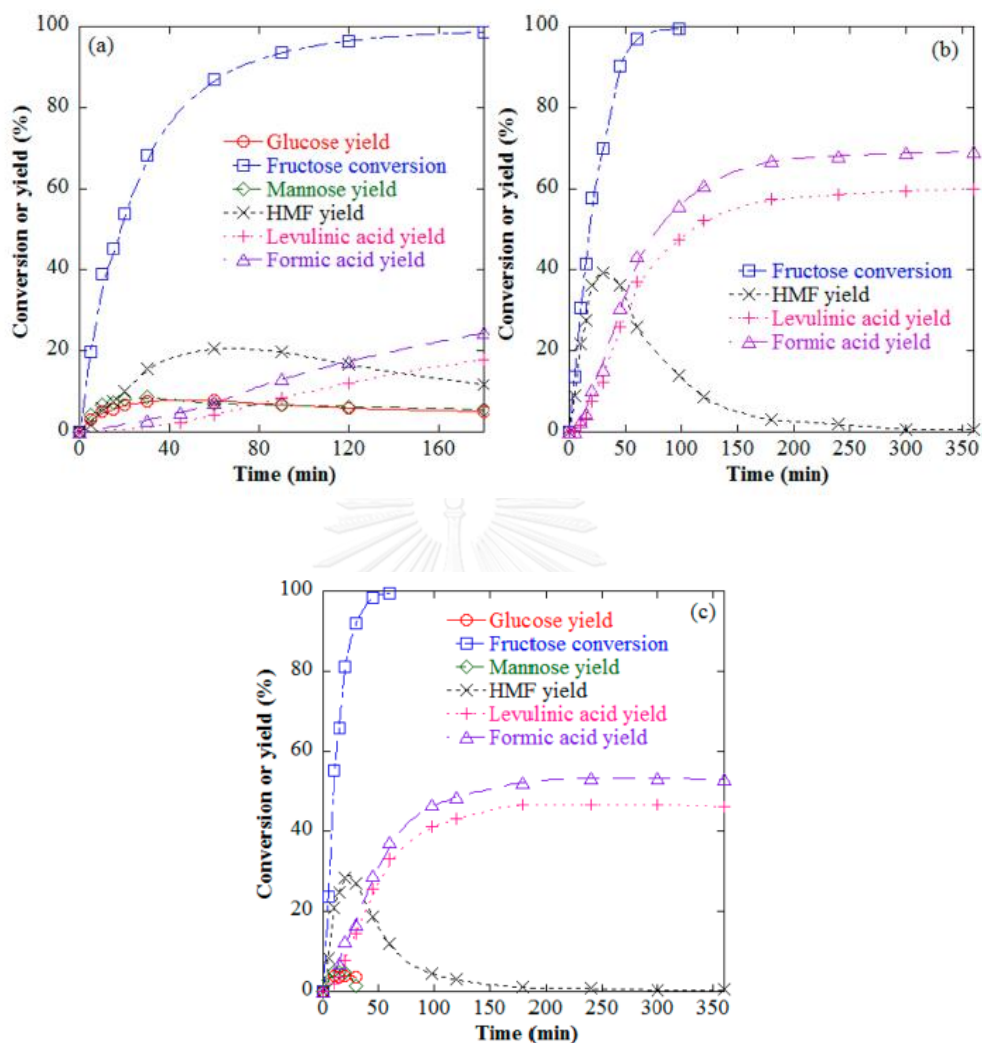 (a)
Conversion or yield (%)
100
80
60
40
20
0
Glucose yield
Fructose conversion
Mannose yield
HMF yield
Levulinic acid yield
Formic acid yield
0 40 80 120 160
Time (min)
(b)
Conversion or yield (%)
100
80
60
40
20
0
Fructose conversion
HMF yield
Levulinic acid yield
Formic acid yield
0 50 100 150 200 250 300 350
Time (min)
(c)
Conversion or yield (%)
100
80
60
40
20
0
Glucose yield
Fructose conversion
Mannose yield
HMF yield
Levulinic acid yield
Formic acid yield
0 50 100 150 200 250 300 350
Time (min)